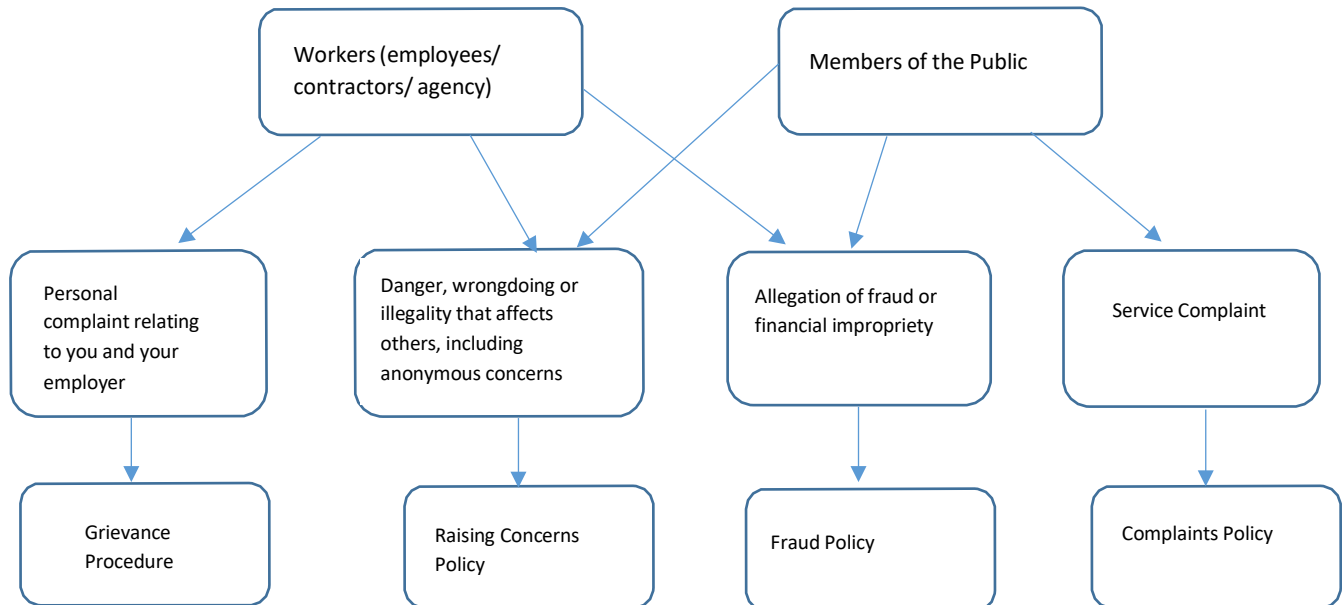 Workers (employees/
contractors/ agency)
Members of the Public
Personal
complaint relating
to you and your
employer
Danger, wrongdoing or
illegality that affects
others, including
anonymous concerns
Allegation of fraud or
financial impropriety
Service Complaint
Grievance
Procedure
Raising Concerns
Policy
Fraud Policy
Complaints Policy